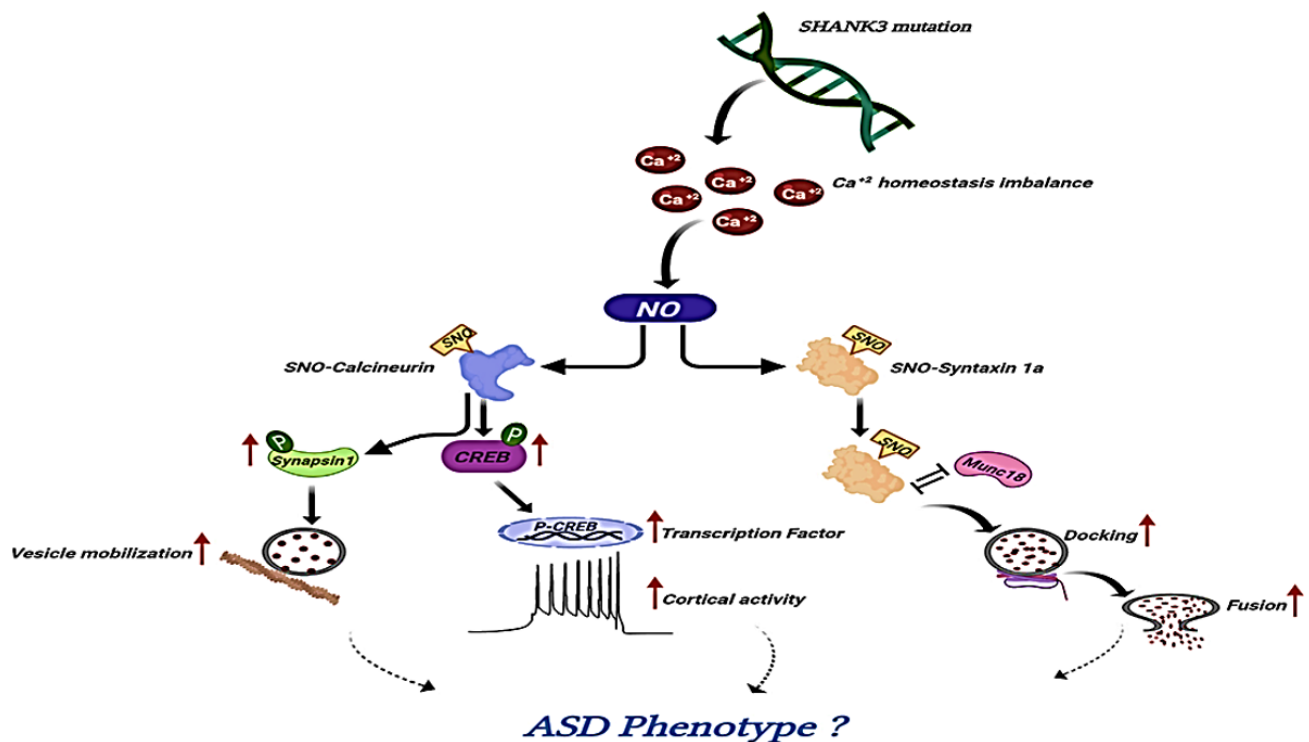 SHANK3 mutation
Ca+2
Ca+2
Ca+2
Ca+2
Ca+2
Ca+2 homeostasis imbalance
NO
SNO
SNO-Calcineurin
SNO
SNO-Syntaxin 1a
P
Synapsin1
P
CREB
SNO
Munc18
Vesicle mobilization
P-CREB
Transcription Factor
Docking
Cortical activity
Fusion
ASD Phenotype ?